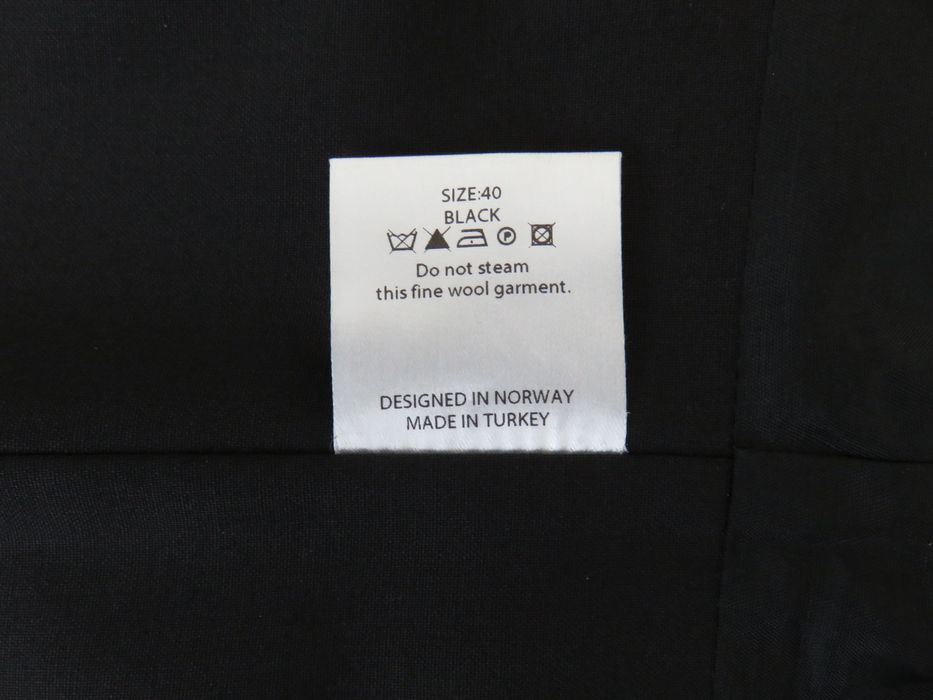 SIZE:40
BLACK
P
Do not steam
this fine wool garment.
DESIGNED IN NORWAY
MADE IN TURKEY